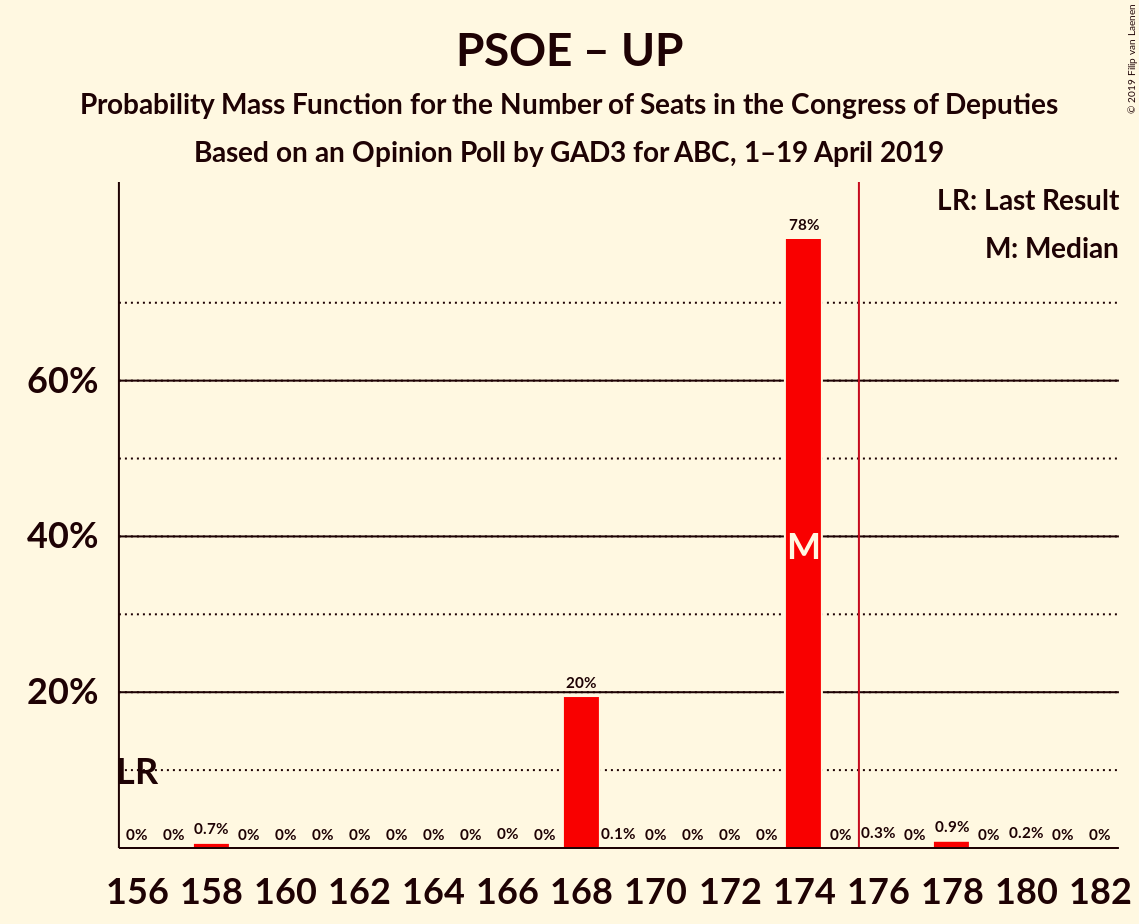 PSOE – UP
Probability Mass Function for the Number of Seats in the Congress of Deputies
Based on an Opinion Poll by GAD3 for ABC, 1–19 April 2019
© 2019 Filip van Laenen
LR: Last Result
M: Median
78%
60%
40%
M
20%
20%
LR
0% 0% 0.7% 0% 0% 0% 0% 0% 0% 0% 0% 0% 0.1% 0% 0% 0% 0% 0% 0.3% 0% 0.9% 0% 0.2% 0% 0%
156 158 160 162 164 166 168 170 172 174 176 178 180 182